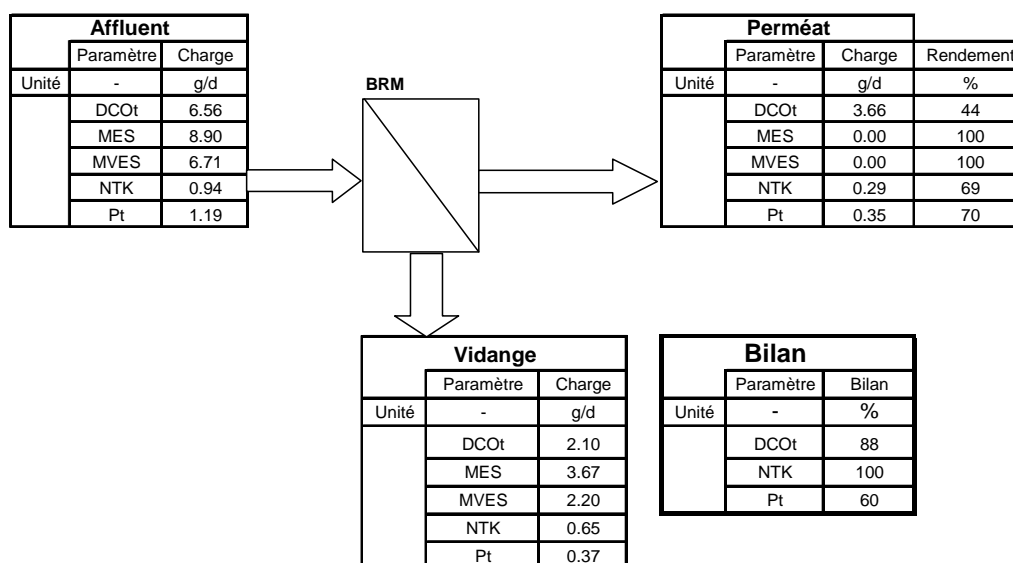 Affluent
Paramètre Charge
Unité - g/d
DCOt 6.56
MES 8.90
MVES 6.71
NTK 0.94
Pt 1.19
BRM
Perméat
Paramètre Charge Rendement
Unité - g/d %
DCOt 3.66 44
MES 0.00 100
MVES 0.00 100
NTK 0.29 69
Pt 0.35 70
Vidange
Paramètre Charge
Unité - g/d
DCOt 2.10
MES 3.67
MVES 2.20
NTK 0.65
Pt 0.37
Bilan
Paramètre Bilan
Unité - %
DCOt 88
NTK 100
Pt 60